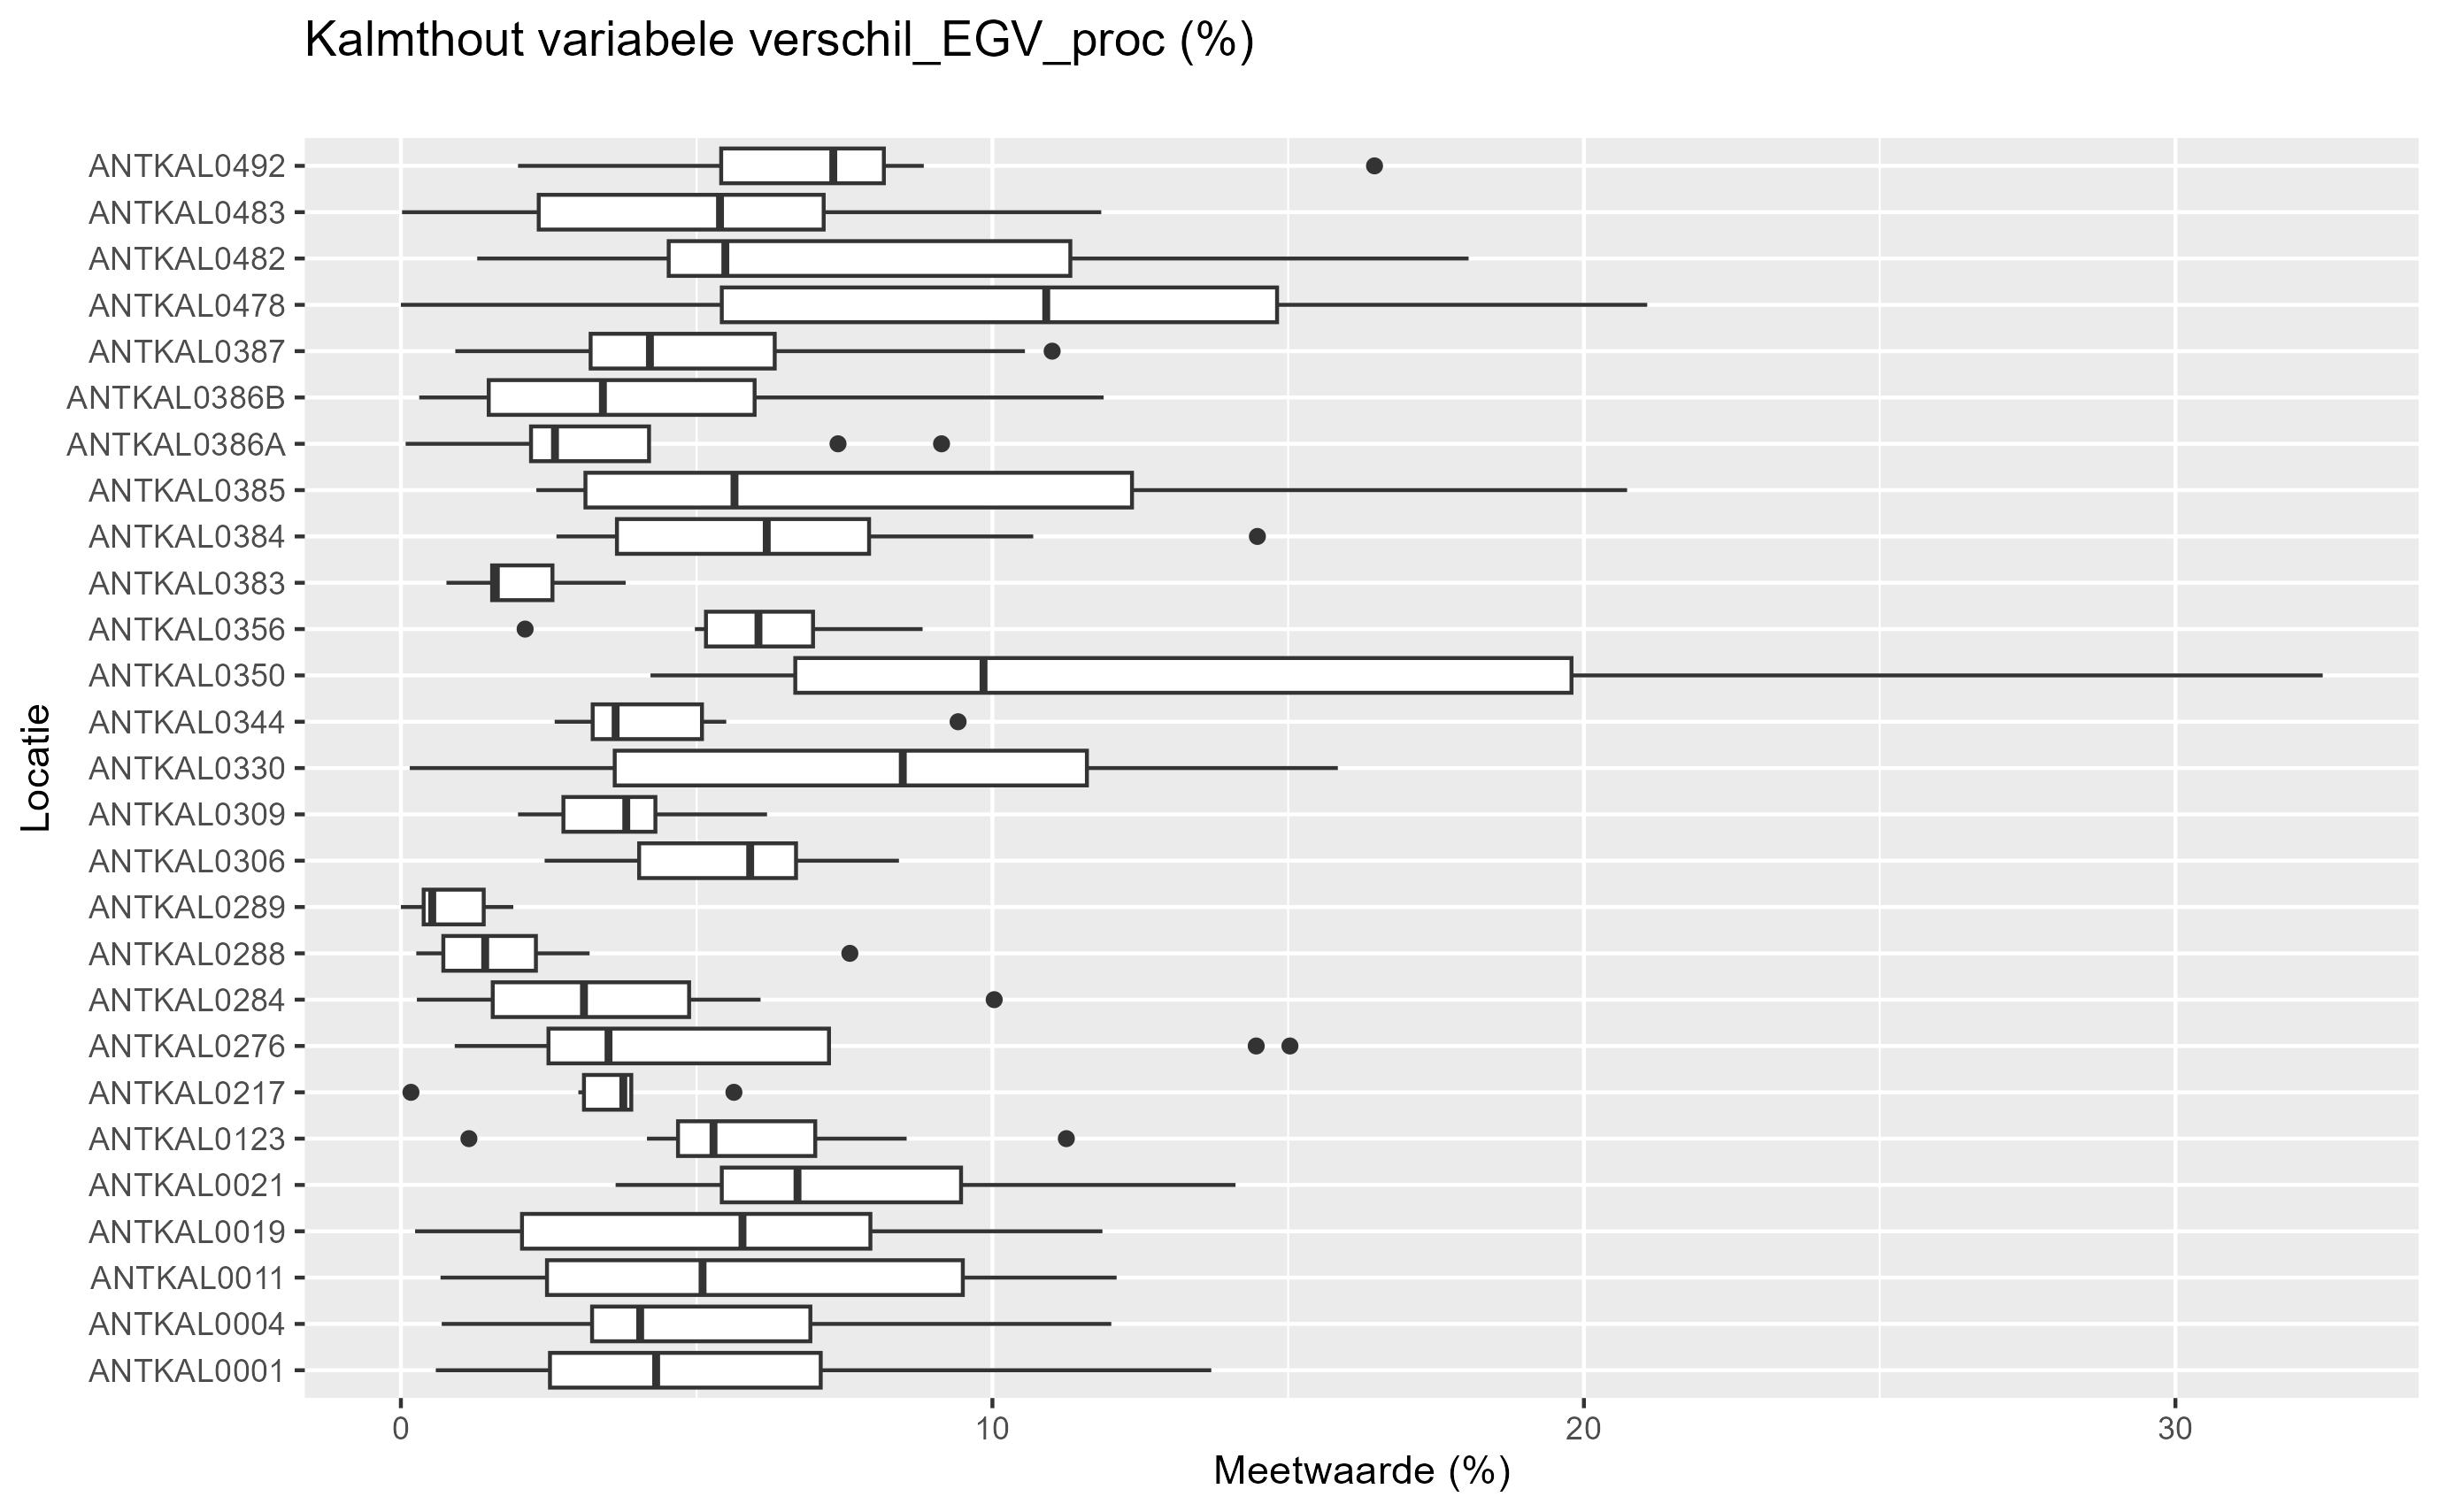 Kalmthout variabele verschil_EGV_proc (%)
ANTKAL0492
ANTKAL0483
ANTKAL0482
ANTKAL0478
ANTKAL0387
ANTKAL0386B
ANTKAL0386A
ANTKAL0385
ANTKAL0384
ANTKAL0383
ANTKAL0356
ANTKAL0350
ANTKAL0344
ANTKAL0330
ANTKAL0309
ANTKAL0306
ANTKAL0289
ANTKAL0288
ANTKAL0284
ANTKAL0276
ANTKAL0217
ANTKAL0123
ANTKAL0021
ANTKAL0019
ANTKAL0011
ANTKAL0004
ANTKAL0001
Locatie
0 10 20 30
Meetwaarde (%)